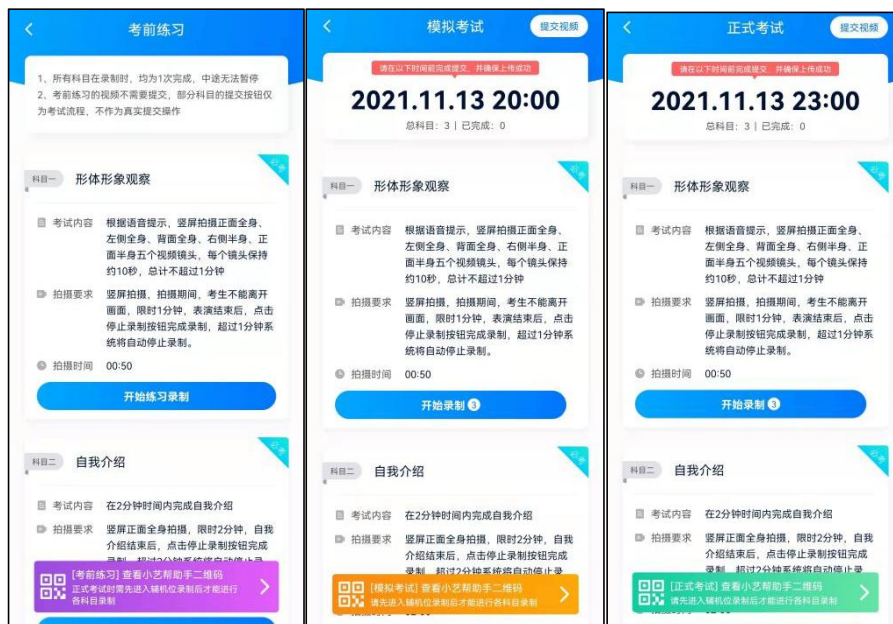 考前练习
1、所有科目在录制时，均为1次完成，中途无法暂停
2、考前练习的视频不需要提交，部分科目的提交按钮仅
为考试流程，不作为真实提交操作
必考
科目一
形体形象观察
考试内容
根据语音提示，竖屏拍摄正面全身、
左侧全身、背面全身、右侧半身、正
面半身五个视频镜头，每个镜头保持
约10秒，总计不超过1分钟
拍摄要求
竖屏拍摄，拍摄期间，考生不能离开
画面，限时1分钟，表演结束后，点击
停止录制按钮完成录制，超过1分钟系
统将自动停止录制。
拍摄时间
00:50
开始练习录制
必考
科目二
自我介绍
考试内容
在2分钟时间内完成自我介绍
拍摄要求
竖屏正面全身拍摄，限时2分钟，自我
介绍结束后，点击停止录制按钮完成
[考前练习] 查看小艺帮助手二维码
正式考试时需先进入辅机位录制后才能进行
各科目录制
模拟考试
提交视频
请在以下时间前完成提交，并确保上传成功
2021.11.13 20:00
总科目：3 | 已完成：0
必考
科目一
形体形象观察
考试内容
根据语音提示，竖屏拍摄正面全身、
左侧全身、背面全身、右侧半身、正
面半身五个视频镜头，每个镜头保持
约10秒，总计不超过1分钟
拍摄要求
竖屏拍摄，拍摄期间，考生不能离开
画面，限时1分钟，表演结束后，点击
停止录制按钮完成录制，超过1分钟系
统将自动停止录制。
拍摄时间
00:50
开始录制 3
必考
科目二
自我介绍
考试内容
在2分钟时间内完成自我介绍
拍摄要求
竖屏正面全身拍摄，限时2分钟，自我
介绍结束后，点击停止录制按钮完成
录制，超过2分钟系统将自动停止录
[模拟考试] 查看小艺帮助手二维码
请先进入辅机位录制后才能进行各科目录制
正式考试
提交视频
请在以下时间前完成提交，并确保上传成功
2021.11.13 23:00
总科目：3 | 已完成：0
必考
科目一
形体形象观察
考试内容
根据语音提示，竖屏拍摄正面全身、
左侧全身、背面全身、右侧半身、正
面半身五个视频镜头，每个镜头保持
约10秒，总计不超过1分钟
拍摄要求
竖屏拍摄，拍摄期间，考生不能离开
画面，限时1分钟，表演结束后，点击
停止录制按钮完成录制，超过1分钟系
统将自动停止录制。
拍摄时间
00:50
开始录制 3
必考
科目二
自我介绍
考试内容
在2分钟时间内完成自我介绍
拍摄要求
竖屏正面全身拍摄，限时2分钟，自我
介绍结束后，点击停止录制按钮完成
录制，超过2分钟系统将自动停止录
[正式考试] 查看小艺帮助手二维码
请先进入辅机位录制后才能进行各科目录制